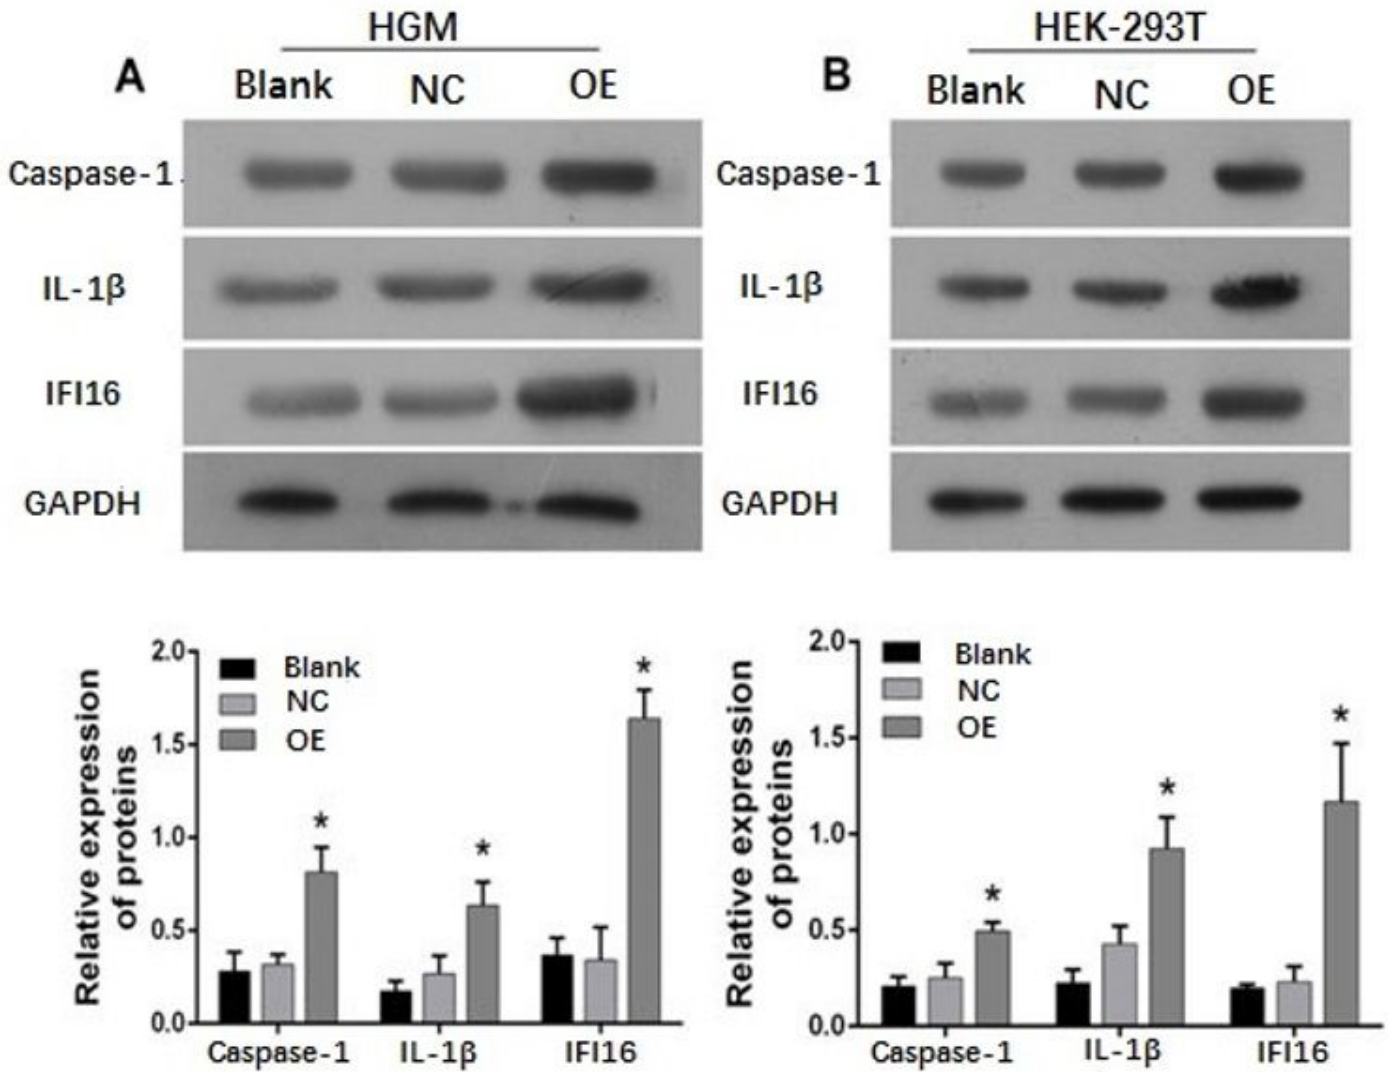 HGM
A
Blank NC OE
Caspase-1
IL-1β
IFI16
GAPDH
HEK-293T
B
Blank NC OE
Caspase-1
IL-1β
IFI16
GAPDH
Relative expression
of proteins
2.0
1.5
1.0
0.5
0.0
Blank
NC
OE
*
*
*
Caspase-1 IL-1β IFI16
Relative expression
of proteins
2.0
1.5
1.0
0.5
0.0
Blank
NC
OE
*
*
*
Caspase-1 IL-1β IFI16